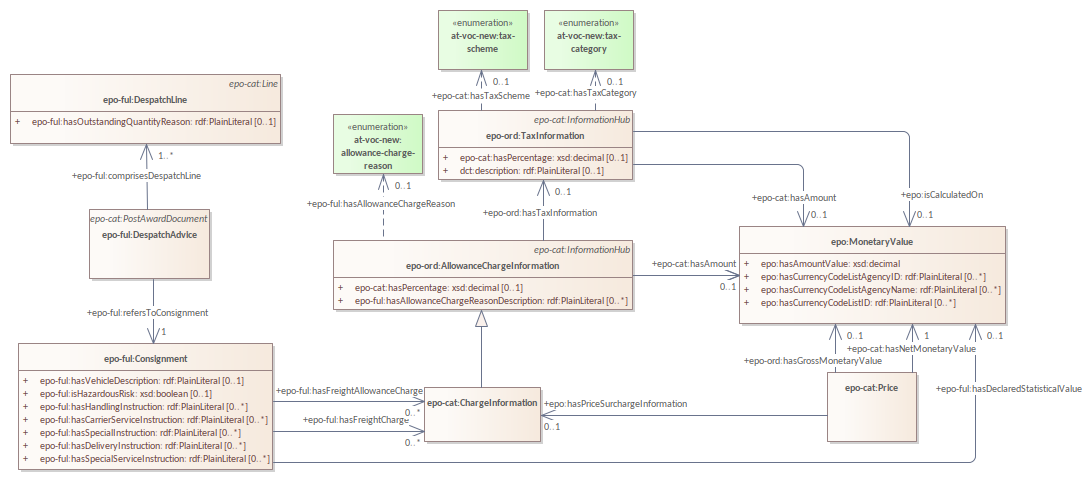 «enumeration»
at-voc-new:tax-
scheme
«enumeration»
at-voc-new:tax-
category
0..1
+epo-cat:hasTaxScheme
0..1
+epo-cat:hasTaxCategory
epo-cat:Line
epo-ful:DespatchLine
+ epo-ful:hasOutstandingQuantityReason: rdf:PlainLiteral [0..1]
1..*
+epo-ful:comprisesDespatchLine
epo-cat:PostAwardDocument
epo-ful:DespatchAdvice
+epo-ful:refersToConsignment
1
«enumeration»
at-voc-new:
allowance-charge-
reason
0..1
+epo-ful:hasAllowanceChargeReason
epo-cat:InformationHub
epo-ord:TaxInformation
+ epo-cat:hasPercentage: xsd:decimal [0..1]
+ dct:description: rdf:PlainLiteral [0..1]
0..1
+epo-ord:hasTaxInformation
+epo-cat:hasAmount
0..1
+epo:isCalculatedOn
0..1
epo-cat:InformationHub
epo-ord:AllowanceChargeInformation
+ epo-cat:hasPercentage: xsd:decimal [0..1]
+ epo-ful:hasAllowanceChargeReasonDescription: rdf:PlainLiteral [0..*]
+epo-cat:hasAmount
0..1
epo:MonetaryValue
+ epo:hasAmountValue: xsd:decimal
+ epo:hasCurrencyCodeListAgencyID: rdf:PlainLiteral [0..*]
+ epo:hasCurrencyCodeListAgencyName: rdf:PlainLiteral [0..*]
+ epo:hasCurrencyCodeListID: rdf:PlainLiteral [0..*]
0..1
1
0..1
+epo-cat:hasNetMonetaryValue
+epo-ord:hasGrossMonetaryValue
+epo-ful:hasDeclaredStatisticalValue
epo-ful:Consignment
+ epo-ful:hasVehicleDescription: rdf:PlainLiteral [0..1]
+ epo-ful:isHazardousRisk: xsd:boolean [0..1]
+ epo-ful:hasHandlingInstruction: rdf:PlainLiteral [0..*]
+ epo-ful:hasCarrierServiceInstruction: rdf:PlainLiteral [0..*]
+ epo-ful:hasSpecialInstruction: rdf:PlainLiteral [0..*]
+ epo-ful:hasDeliveryInstruction: rdf:PlainLiteral [0..*]
+ epo-ful:hasSpecialServiceInstruction: rdf:PlainLiteral [0..*]
+epo-ful:hasFreightAllowanceCharge
0..*
+epo-ful:hasFreightCharge
0..*
epo-cat:ChargeInformation
+epo:hasPriceSurchargeInformation
0..1
epo-cat:Price